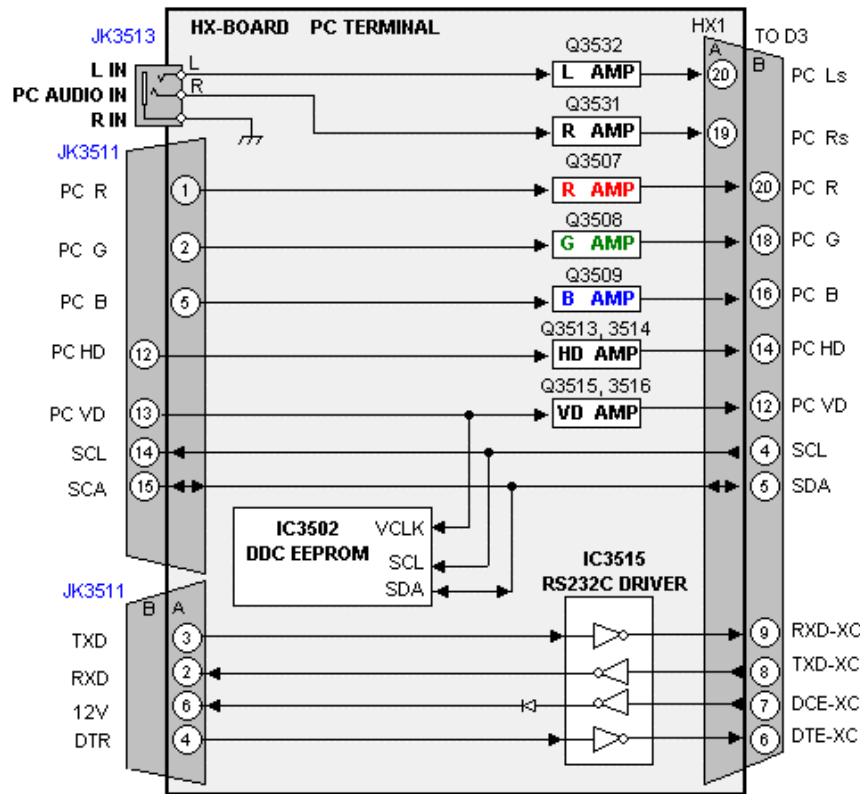 HX-BOARD PC TERMINAL
HX1
TO D3
JK3513
A
B
L IN
PC AUDIO IN
R IN
L
R
Q3532
L AMP
20
PC Ls
Q3531
R AMP
19
PC Rs
JK3511
PC R
1
Q3507
R AMP
20
PC R
PC G
2
Q3508
G AMP
18
PC G
PC B
5
Q3509
B AMP
16
PC B
PC HD
12
Q3513, 3514
HD AMP
14
PC HD
PC VD
13
Q3515, 3516
VD AMP
12
PC VD
SCL
14
4
SCL
SCA
15
5
SDA
IC3502
DDC EEPROM
VCLK
SCL
SDA
IC3515
RS232C DRIVER
JK3511
B A
TXD
3
9
RXD-XC
RXD
2
8
TXD-XC
12V
6
7
DCE-XC
DTR
4
6
DTE-XC